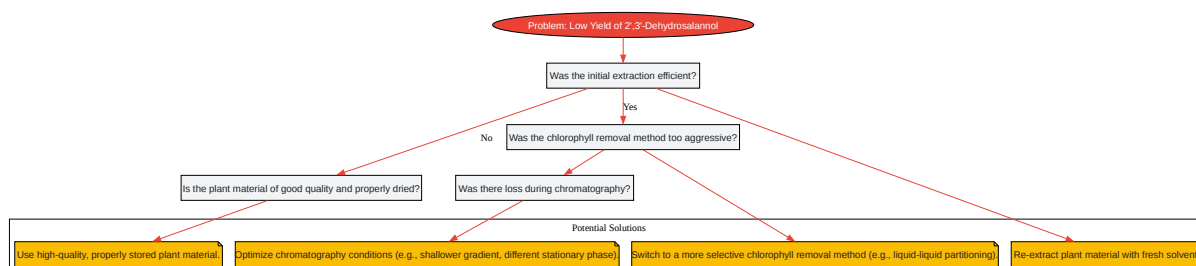 Problem: Low Yield of 2',3'-Dehydrosalannol
Was the initial extraction efficient?
Yes
No
Was the chlorophyll removal method too aggressive?
Is the plant material of good quality and properly dried?
Was there loss during chromatography?
Potential Solutions
Use high-quality, properly stored plant material.
Optimize chromatography conditions (e.g., shallower gradient, different stationary phase).
Switch to a more selective chlorophyll removal method (e.g., liquid-liquid partitioning).
Re-extract plant material with fresh solvent